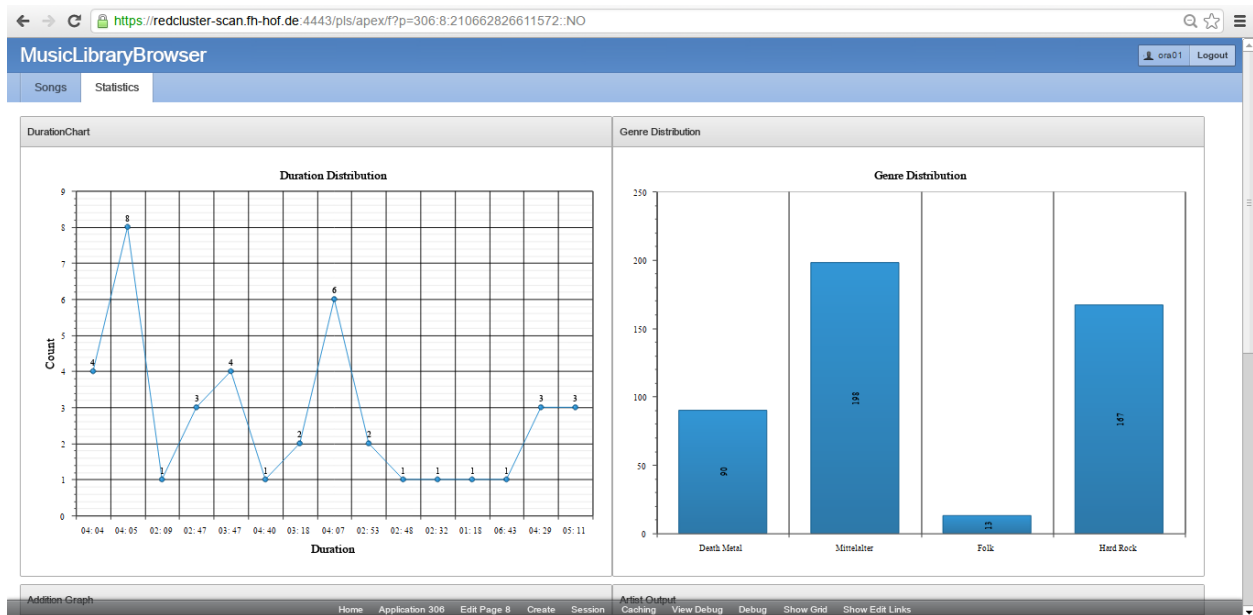 https://redcluster-scan.fh-hof.de:4443/pls/apex/f?p=306:8:210662826611572::NO
MusicLibraryBrowser
ora01 Logout
Songs Statistics
DurationChart
Duration Distribution
9
8
7
6
5
4
3
2
1
0
Count
4
8
1
3
4
1
2
6
2
1
1
1
1
3
3
04:04 04:05 02:09 02:47 03:47 04:40 03:18 04:07 02:53 02:48 02:32 01:18 06:43 04:29 05:11
Duration
Genre Distribution
Genre Distribution
250
200
150
100
50
0
90
198
13
167
Death Metal Mittelalter Folk Hard Rock
Addition Graph
Artist Output
Home Application 306 Edit Page 8 Create Session Caching View Debug Debug Show Grid Show Edit Links